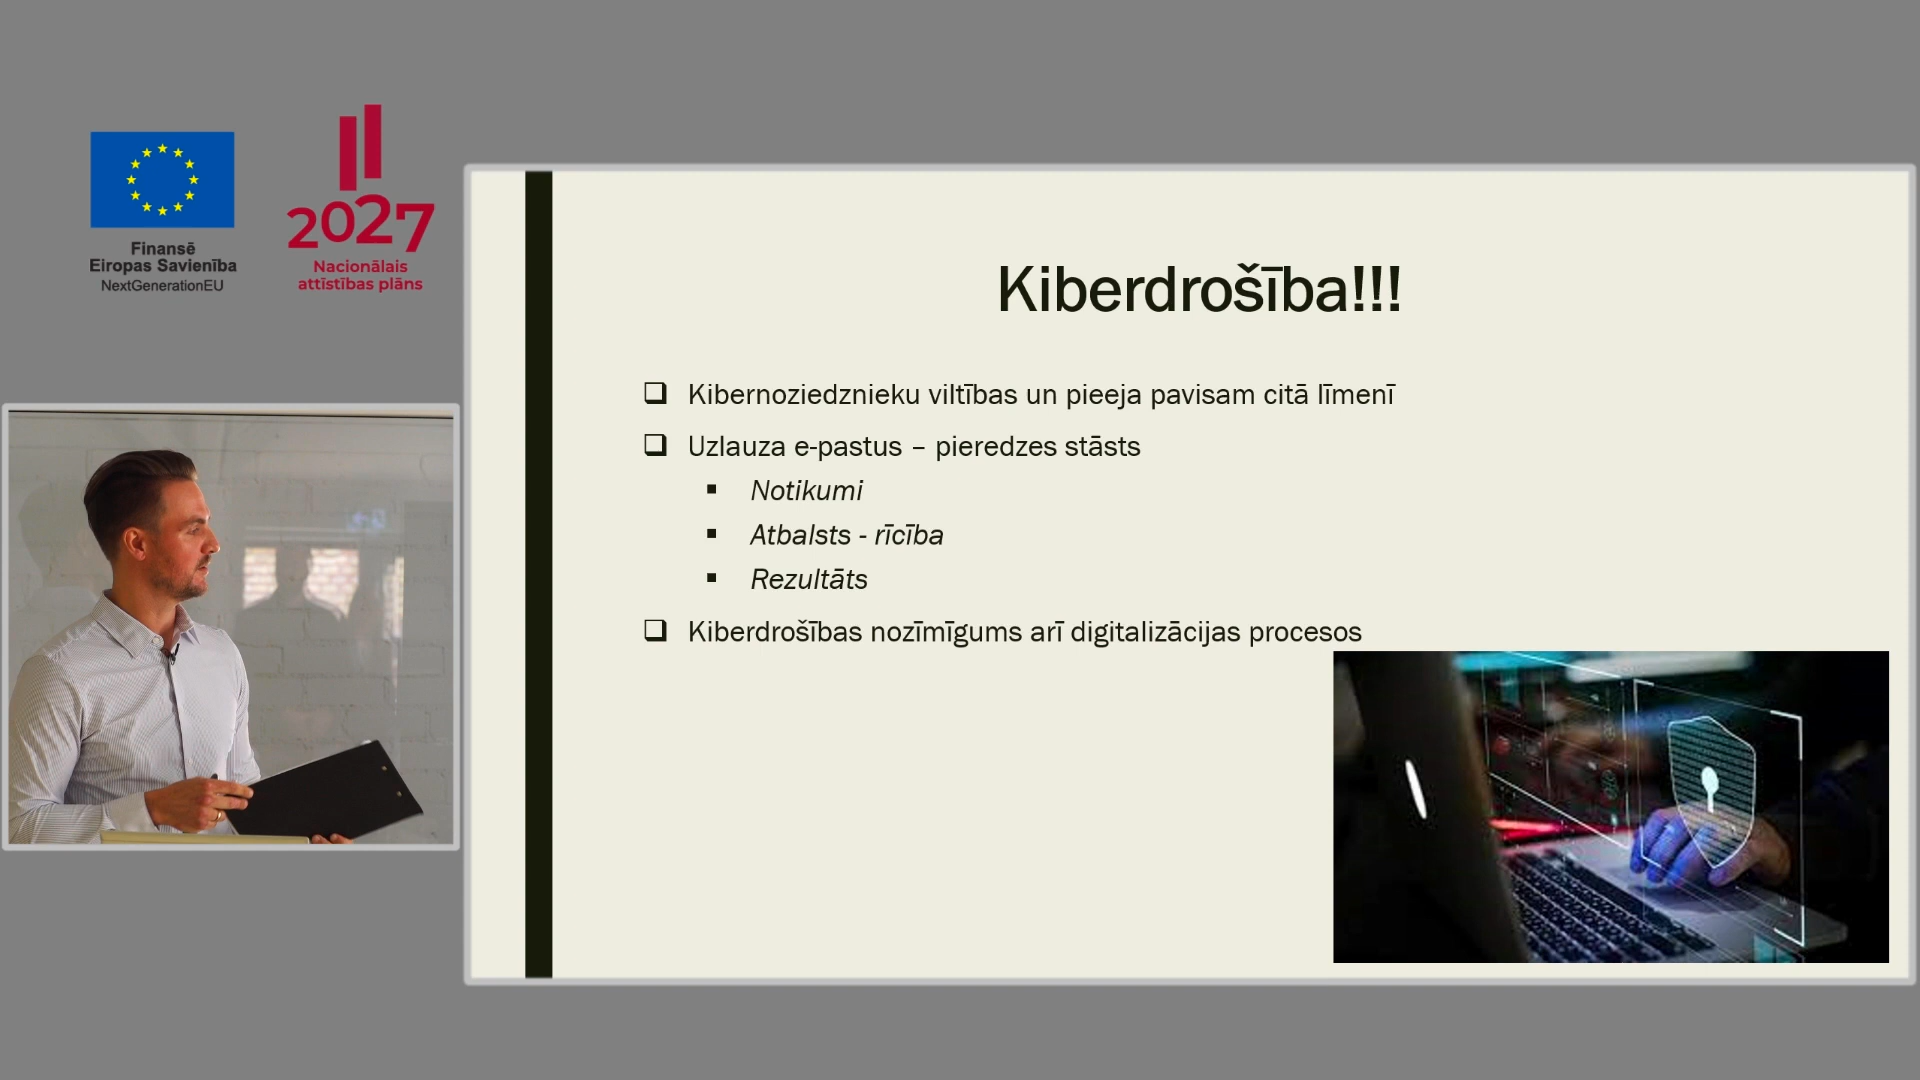 Finansē
Eiropas Savienība
NextGenerationEU
2027
Nacionālais
attīstības plāns
Kiberdrošība!!!
Kibernoziedznieku viltības un pieeja pavisam citā līmenī
Uzlauza e-pastus – pieredzes stāsts
Notikumi
Atbalsts - rīcība
Rezultāts
Kiberdrošības nozīmīgums arī digitalizācijas procesos